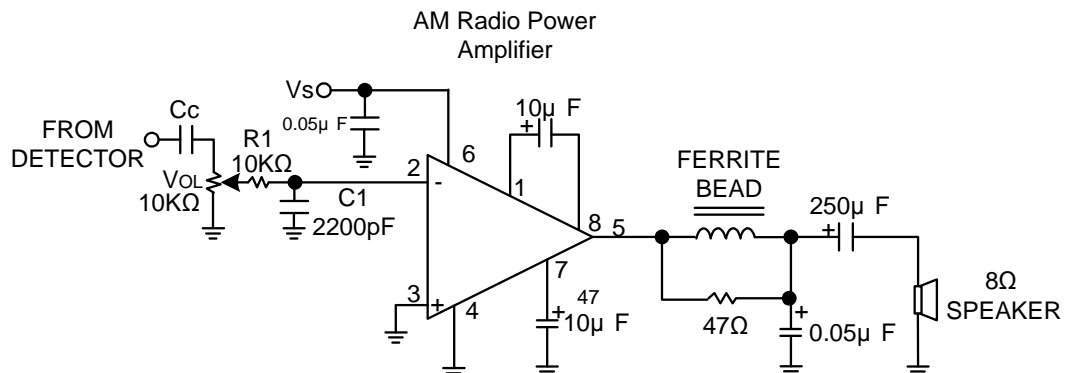 AM Radio Power
Amplifier
Vs
Cc
0.05μ F
10μ F
+
FROM
DETECTOR
R1
10KΩ
6
FERRITE
BEAD
2
-
1
VOL
10KΩ
C1
2200pF
250μ F
+
8
5
7
3
+
4
47
+
10μ F
47Ω
+
0.05μ F
8Ω
SPEAKER